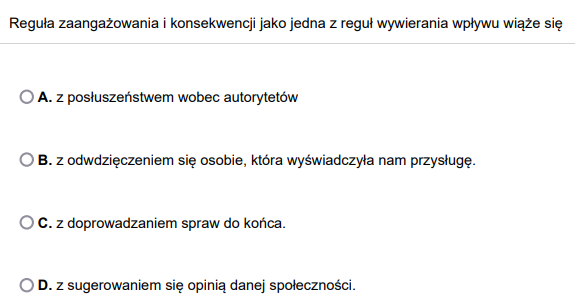 Reguła zaangażowania i konsekwencji jako jedna z reguł wywierania wpływu wiąże się
A. z posłuszeństwem wobec autorytetów
B. z odwdzięczeniem się osobie, która wyświadczyła nam przysługę.
C. z doprowadzaniem spraw do końca.
D. z sugerowaniem się opinią danej społeczności.